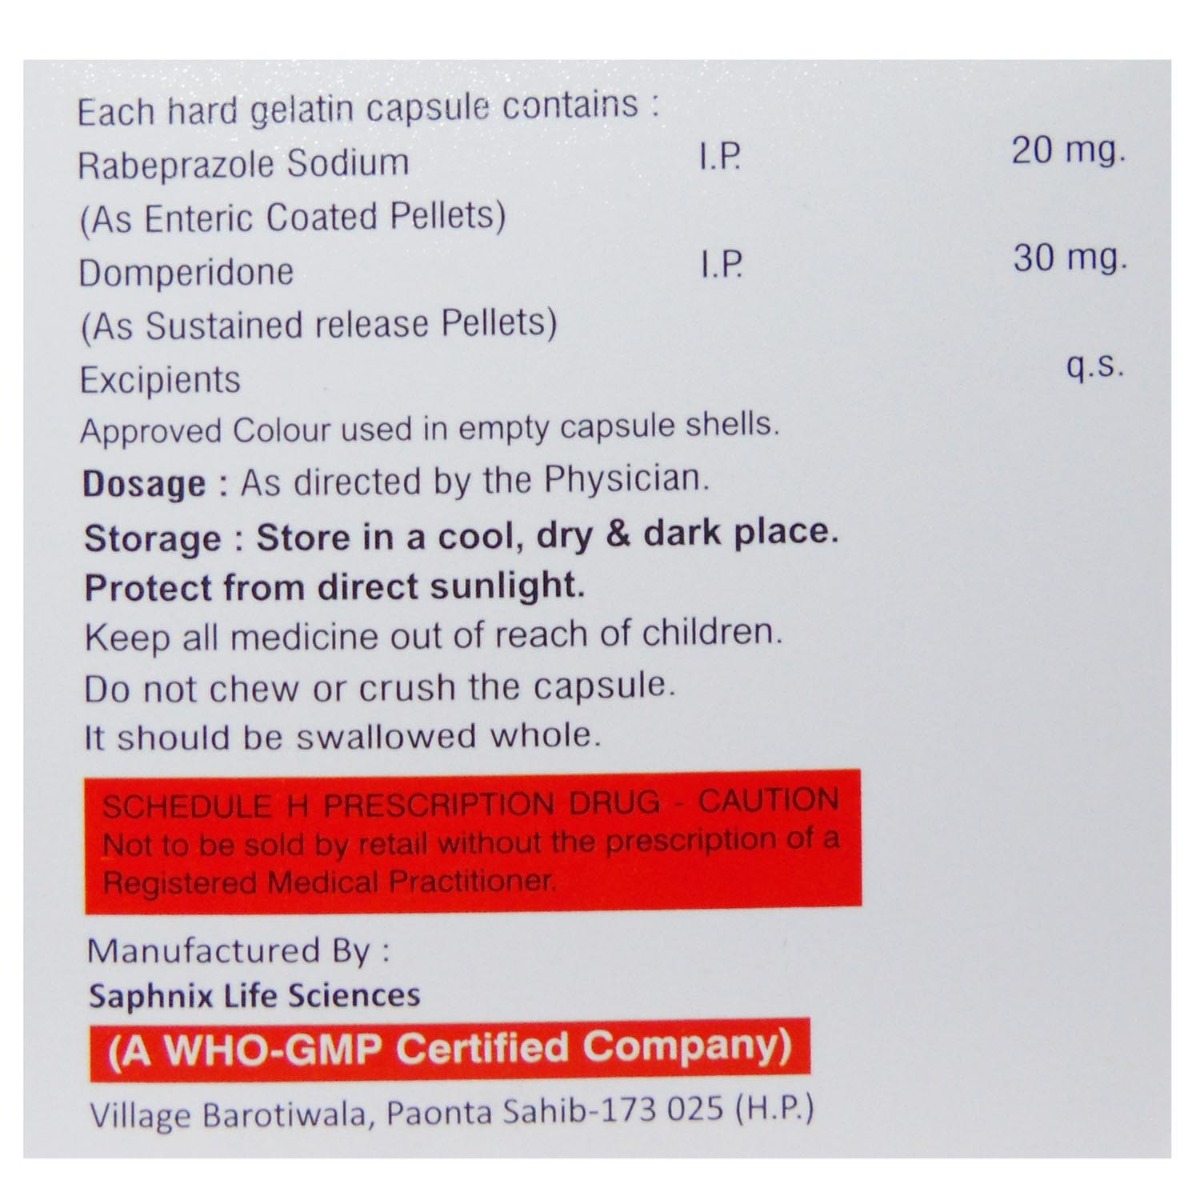 Each hard gelatin capsule contains :
Rabeprazole Sodium I.P. 20 mg.
(As Enteric Coated Pellets)
Domperidone I.P. 30 mg.
(As Sustained release Pellets)
Excipients q.s.
Approved Colour used in empty capsule shells.
Dosage : As directed by the Physician.
Storage : Store in a cool, dry & dark place.
Protect from direct sunlight.
Keep all medicine out of reach of children.
Do not chew or crush the capsule.
It should be swallowed whole.
SCHEDULE H PRESCRIPTION DRUG - CAUTION
Not to be sold by retail without the prescription of a
Registered Medical Practitioner.
Manufactured By :
Saphnix Life Sciences
(A WHO-GMP Certified Company)
Village Barotiwala, Paonta Sahib-173 025 (H.P.)